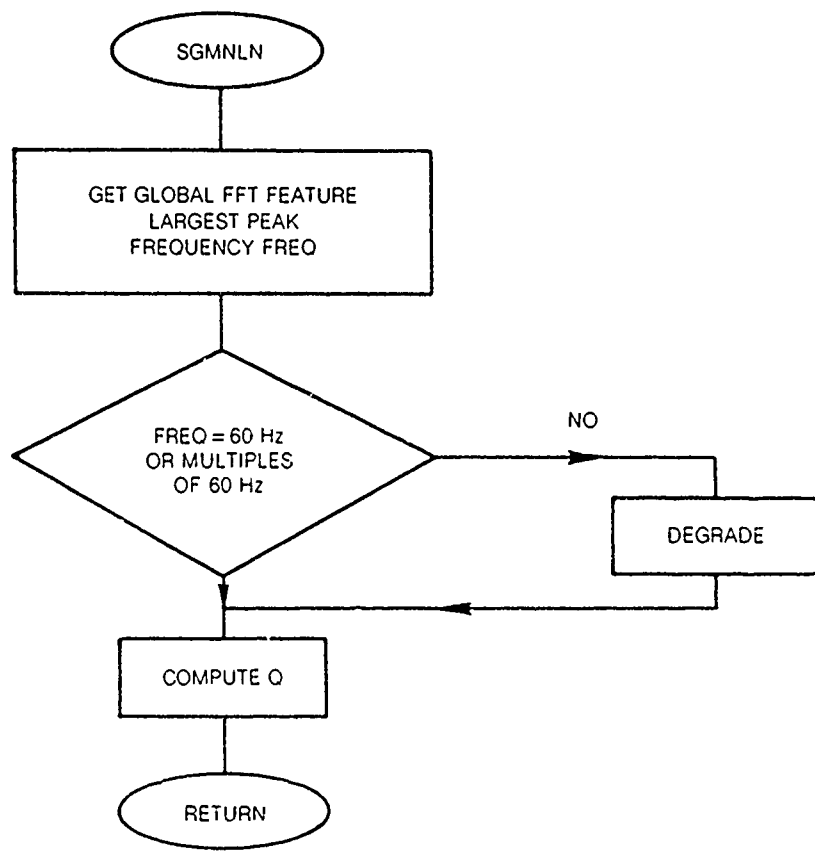 SGMNLN
GET GLOBAL FFT FEATURE
LARGEST PEAK
FREQUENCY FREQ
FREQ = 60 Hz
OR MULTIPLES
OF 60 Hz
NO
DEGRADE
COMPUTE Q
RETURN